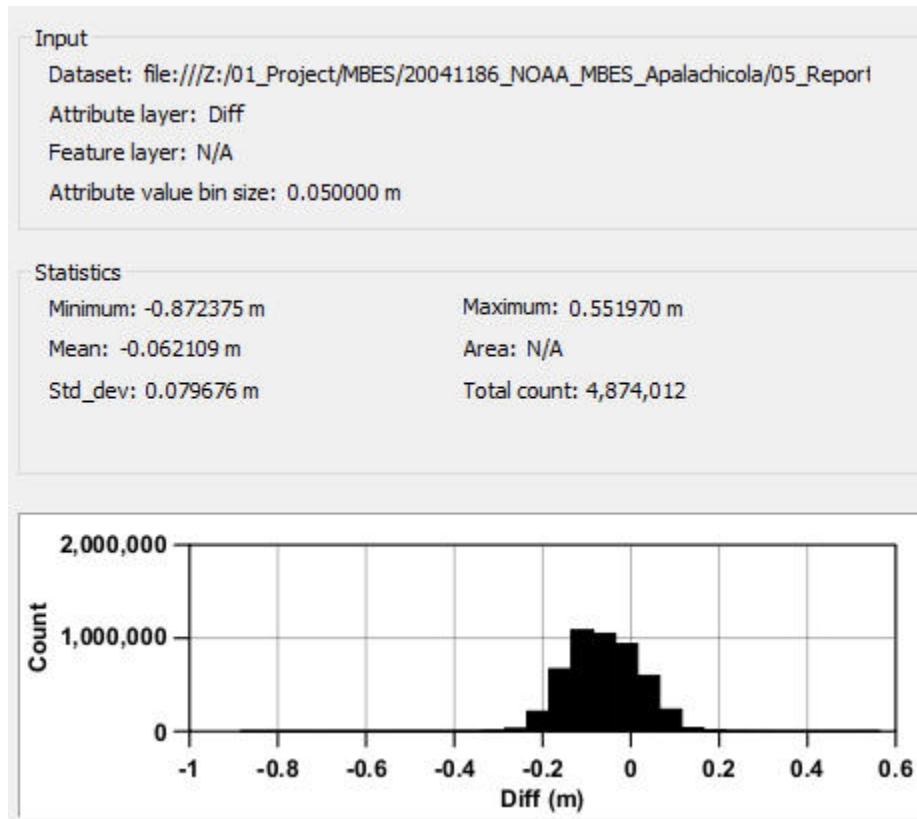 Input
Dataset: file:///Z:/01_Project/MBES/20041186_NOAA_MBES_Apalachicola/05_Report
Attribute layer: Diff
Feature layer: N/A
Attribute value bin size: 0.050000 m
Statistics
Minimum: -0.872375 m
Maximum: 0.551970 m
Mean: -0.062109 m
Area: N/A
Std_dev: 0.079676 m
Total count: 4,874,012
2,000,000
1,000,000
0
Count
-1 -0.8 -0.6 -0.4 -0.2 0 0.2 0.4 0.6
Diff (m)